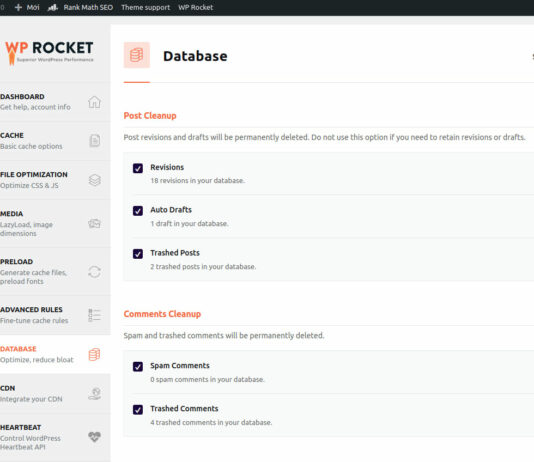 0 Мої Rank Math SEO Theme support WP Rocket
WP ROCKET
Superior WordPress Performance
Database
DASHBOARD
Get help, account info
CACHE
Basic cache options
FILE OPTIMIZATION
Optimize CSS & JS
MEDIA
LazyLoad, image
dimensions
PRELOAD
Generate cache files,
preload fonts
ADVANCED RULES
Fine-tune cache rules
DATABASE
Optimize, reduce bloat
CDN
Integrate your CDN
HEARTBEAT
Control WordPress
Heartbeat API
Post Cleanup
Post revisions and drafts will be permanently deleted. Do not use this option if you need to retain revisions or drafts.
Revisions
18 revisions in your database.
Auto Drafts
1 draft in your database.
Trashed Posts
2 trashed posts in your database.
Comments Cleanup
Spam and trashed comments will be permanently deleted.
Spam Comments
0 spam comments in your database.
Trashed Comments
4 trashed comments in your database.